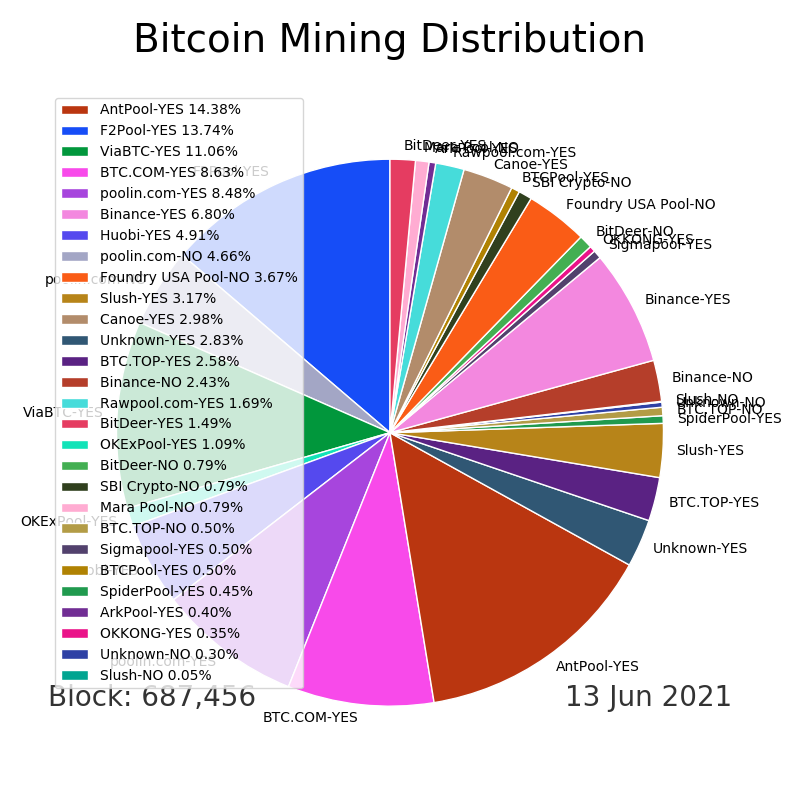 Bitcoin Mining Distribution
AntPool-YES 14.38%
F2Pool-YES 13.74%
ViaBTC-YES 11.06%
BTC.COM-YES 8.63%
poolin.com-YES 8.48%
Binance-YES 6.80%
Huobi-YES 4.91%
poolin.com-NO 4.66%
Foundry USA Pool-NO 3.67%
Slush-YES 3.17%
Canoe-YES 2.98%
Unknown-YES 2.83%
BTC.TOP-YES 2.58%
Binance-NO 2.43%
Rawpool.com-YES 1.69%
BitDeer-YES 1.49%
OKExPool-YES 1.09%
BitDeer-NO 0.79%
SBI Crypto-NO 0.79%
Mara Pool-NO 0.79%
BTC.TOP-NO 0.50%
Sigmapool-YES 0.50%
BTCPool-YES 0.50%
SpiderPool-YES 0.45%
ArkPool-YES 0.40%
OKKONG-YES 0.35%
Unknown-NO 0.30%
Slush-NO 0.05%
BitDeer-YES
Rawpool.com-YES
Canoe-YES
BTCPool-YES
SBI Crypto-NO
Foundry USA Pool-NO
BitDeer-NO
OKKONG-YES
Sigmapool-YES
Binance-YES
Binance-NO
Slush-NO
Unknown-NO
BTC.TOP-NO
SpiderPool-YES
Slush-YES
BTC.TOP-YES
Unknown-YES
AntPool-YES
BTC.COM-YES
poolin.com-YES
OKExPool-YES
ViaBTC-YES
Block: 687,456
13 Jun 2021